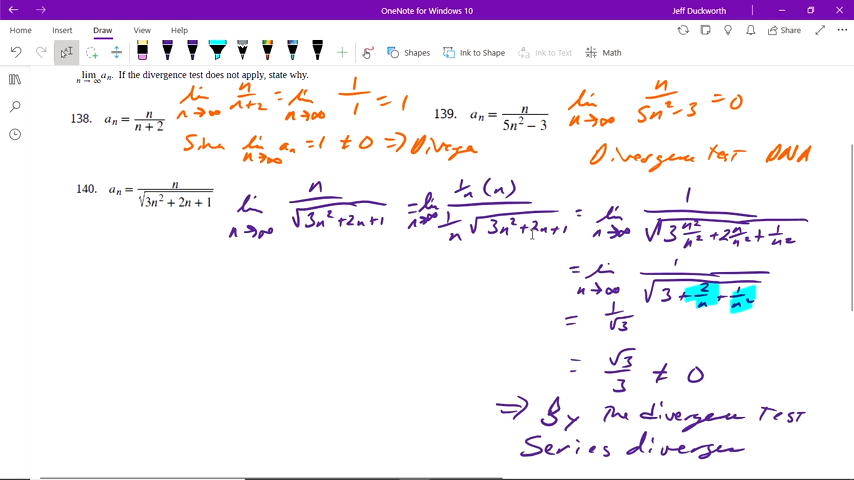 OneNote for Windows 10
Jeff Duckworth
Home Insert Draw View Help
Share
Shapes Ink to Shape Ink to Text Math
lim n→∞ aₙ. If the divergence test does not apply, state why.
138. aₙ = n/(n + 2) lim n→∞ n/(n+2) = lim n→∞ 1/1 = 1
Since lim n→∞ aₙ = 1 ≠ 0 ⇒ Diverge
139. aₙ = n/(5n² − 3) lim n→∞ n/(5n²−3) = 0
Divergence test DNA
140. aₙ = n/√(3n² + 2n + 1) lim n→∞ n/√(3n²+2n+1) = lim n→∞ (1/n (n))/(1/n √(3n²+2n+1)) = lim n→∞ 1/√(3 n²/n² + 2 n/n² + 1/n²)
= lim n→∞ 1/√(3 + 2/n + 1/n²)
= 1/√3
= √3/3 ≠ 0
⇒ By The divergence Test
Series diverges